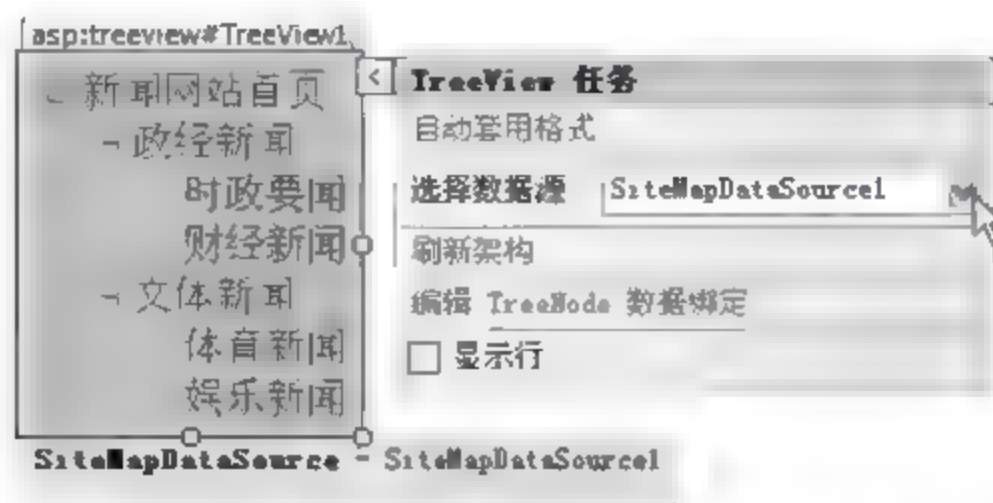 asp:treeview#TreeView1
新闻网站首页
政经新闻
时政要闻
财经新闻
文体新闻
体育新闻
娱乐新闻
TreeView 任务
自动套用格式
选择数据源 SiteMapDataSource1
刷新架构
编辑 TreeNode 数据绑定
显示行
SiteMapDataSource - SiteMapDataSource1